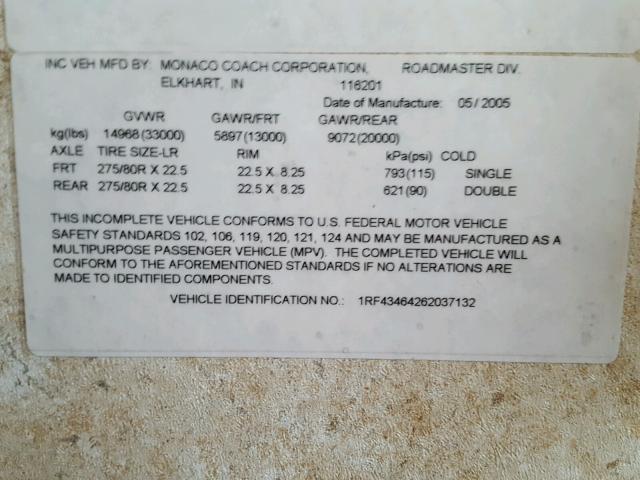 INC VEH MFD BY: MONACO COACH CORPORATION, ROADMASTER DIV.
ELKHART, IN 116201
Date of Manufacture: 05/2005
GVWR GAWR/FRT GAWR/REAR
kg(lbs) 14968(33000) 5897(13000) 9072(20000)
AXLE TIRE SIZE-LR RIM kPa(psi) COLD
FRT 275/80R X 22.5 22.5 X 8.25 793(115) SINGLE
REAR 275/80R X 22.5 22.5 X 8.25 621(90) DOUBLE
THIS INCOMPLETE VEHICLE CONFORMS TO U.S. FEDERAL MOTOR VEHICLE
SAFETY STANDARDS 102, 106, 119, 120, 121, 124 AND MAY BE MANUFACTURED AS A
MULTIPURPOSE PASSENGER VEHICLE (MPV). THE COMPLETED VEHICLE WILL
CONFORM TO THE AFOREMENTIONED STANDARDS IF NO ALTERATIONS ARE
MADE TO IDENTIFIED COMPONENTS.
VEHICLE IDENTIFICATION NO.: 1RF43464262037132